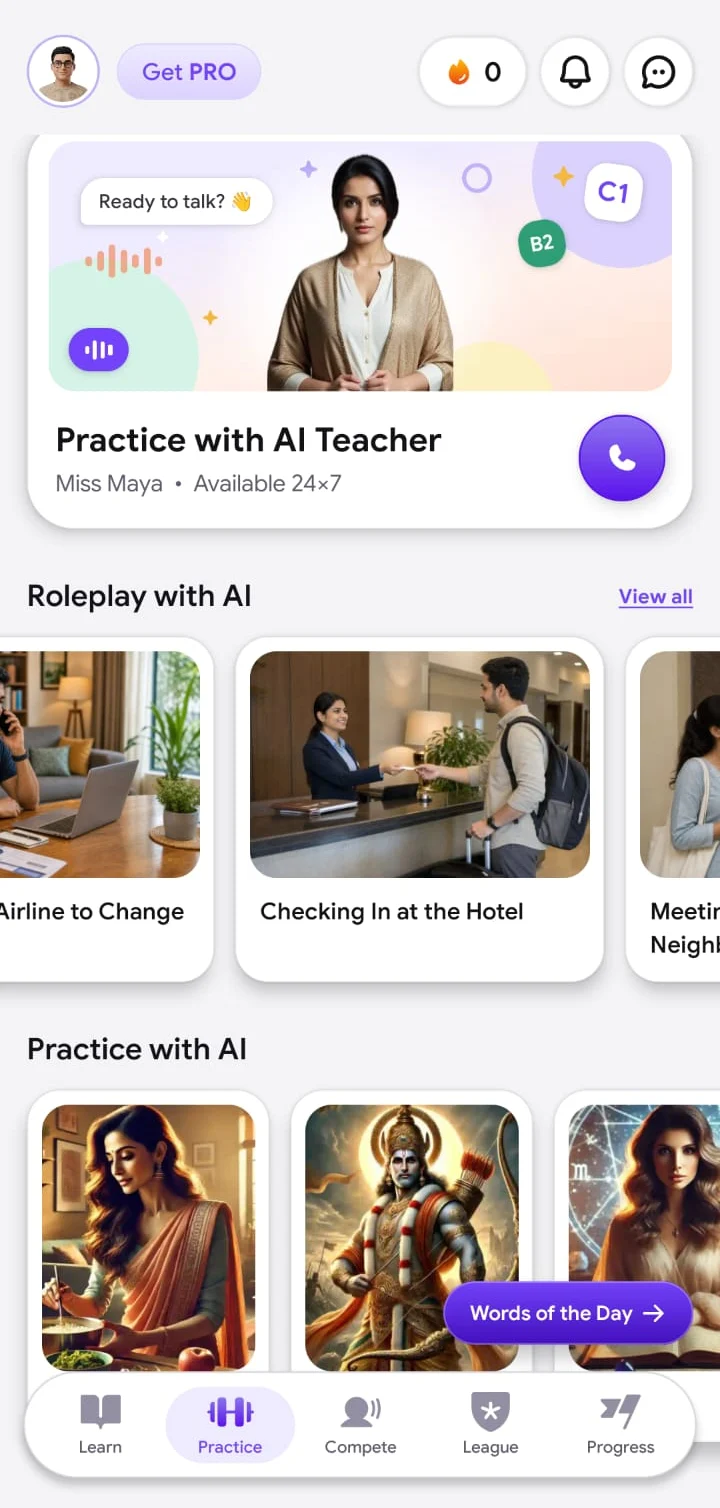 Get PRO
0
Ready to talk? 👋
C1
B2
Practice with AI Teacher
Miss Maya • Available 24×7
Roleplay with AI
View all
Airline to Change
Checking In at the Hotel
Practice with AI
Words of the Day →
Learn
Practice
Compete
League
Progress